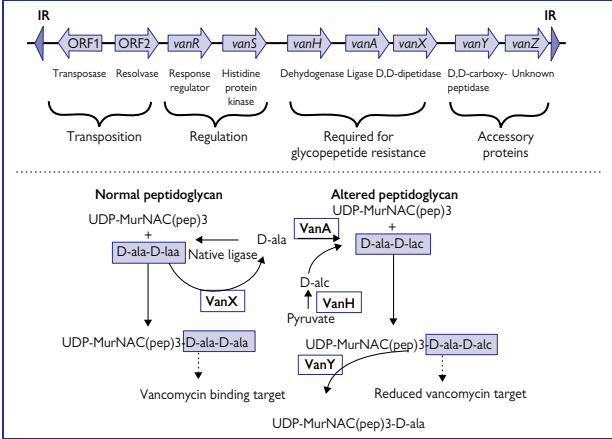 IR IR
ORF1 ORF2 vanR vanS vanH vanA vanX vanY vanZ
Transposase Resolvase Response regulator Histidine protein kinase Dehydogenase Ligase D,D-dipetidase D,D-carboxy-peptidase Unknown
Transposition Regulation Required for glycopeptide resistance Accessory proteins
Normal peptidoglycan
UDP-MurNAC(pep)3
+
D-ala-D-laa
Native ligase
D-ala
VanX
UDP-MurNAC(pep)3-D-ala-D-ala
Vancomycin binding target
Altered peptidoglycan
UDP-MurNAC(pep)3
+
VanA
D-ala-D-lac
D-alc
VanH
Pyruvate
UDP-MurNAC(pep)3-D-ala-D-alc
VanY
Reduced vancomycin target
UDP-MurNAC(pep)3-D-ala